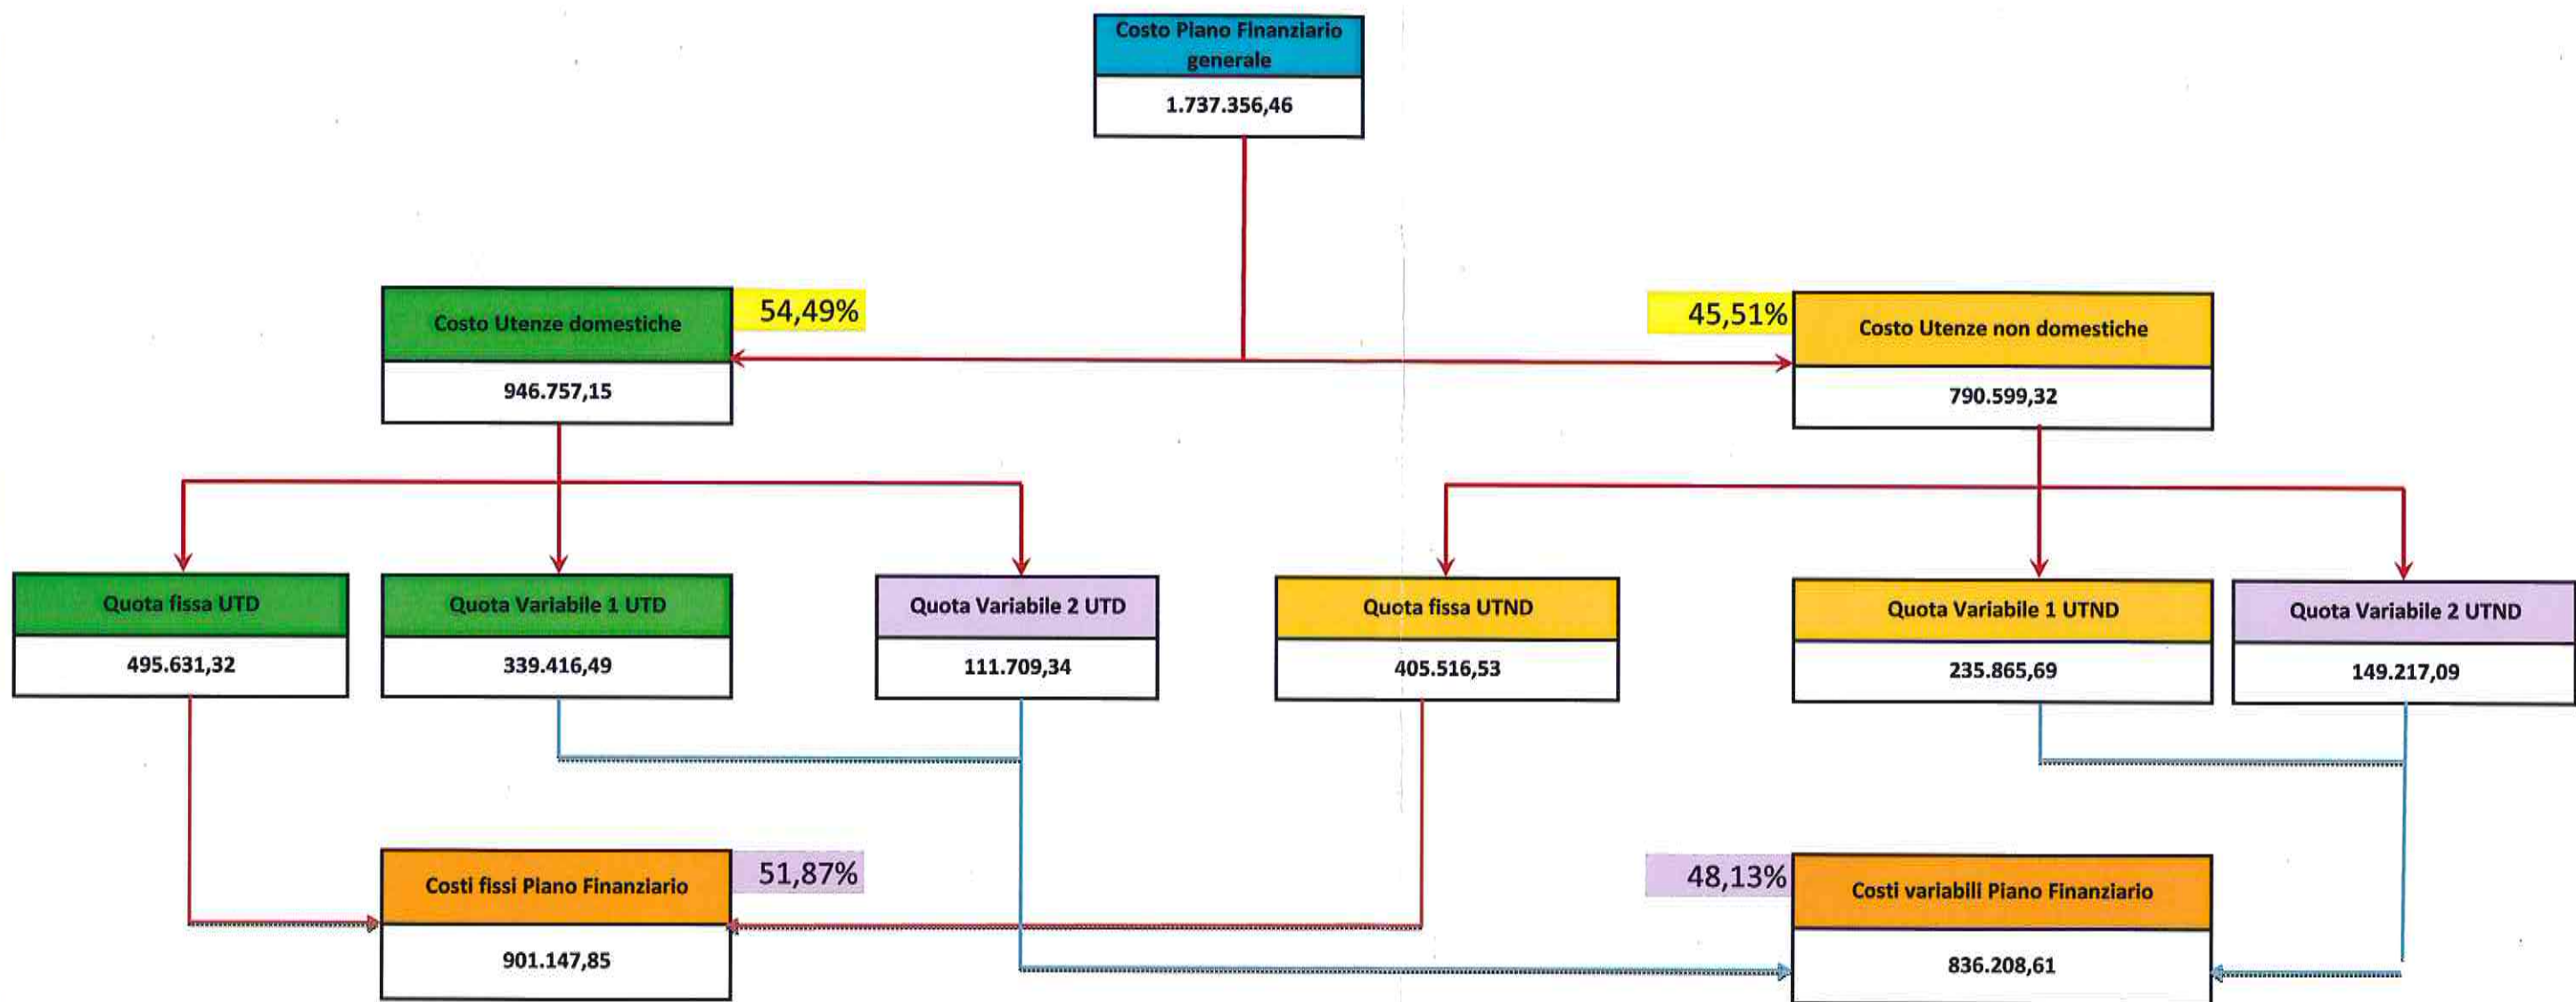 Costo Piano Finanziario
generale
1.737.356,46
Costo Utenze domestiche
54,49%
946.757,15
45,51%
Costo Utenze non domestiche
790.599,32
Quota fissa UTD
495.631,32
Quota Variabile 1 UTD
339.416,49
Quota Variabile 2 UTD
111.709,34
Quota fissa UTND
405.516,53
Quota Variabile 1 UTND
235.865,69
Quota Variabile 2 UTND
149.217,09
Costi fissi Piano Finanziario
51,87%
901.147,85
48,13%
Costi variabili Piano Finanziario
836.208,61